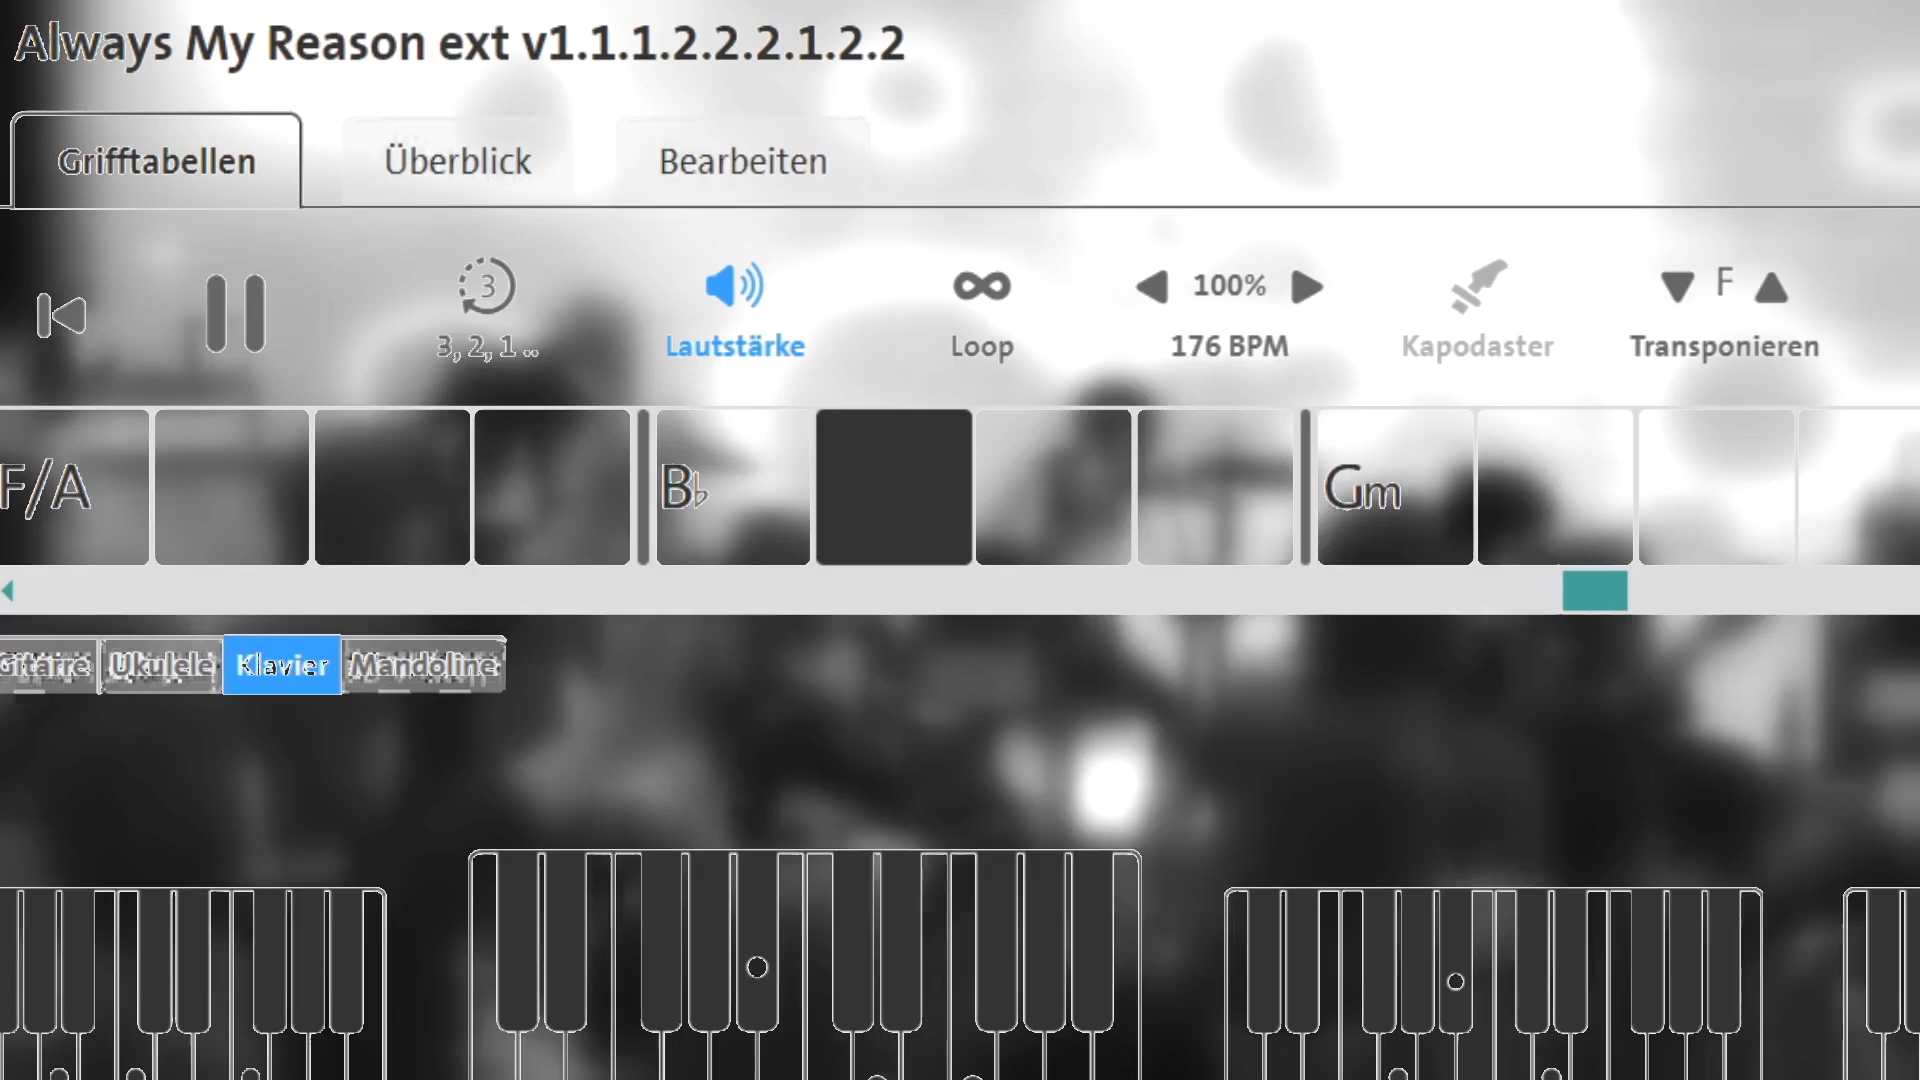 Always My Reason ext v1.1.1.2.2.2.1.2.2
Grifftabellen Überblick Bearbeiten
3 100% F
3, 2, 1 .. Lautstärke Loop 176 BPM Kapodaster Transponieren
F/A B♭ Gm
Gitarre Ukulele Klavier Mandoline